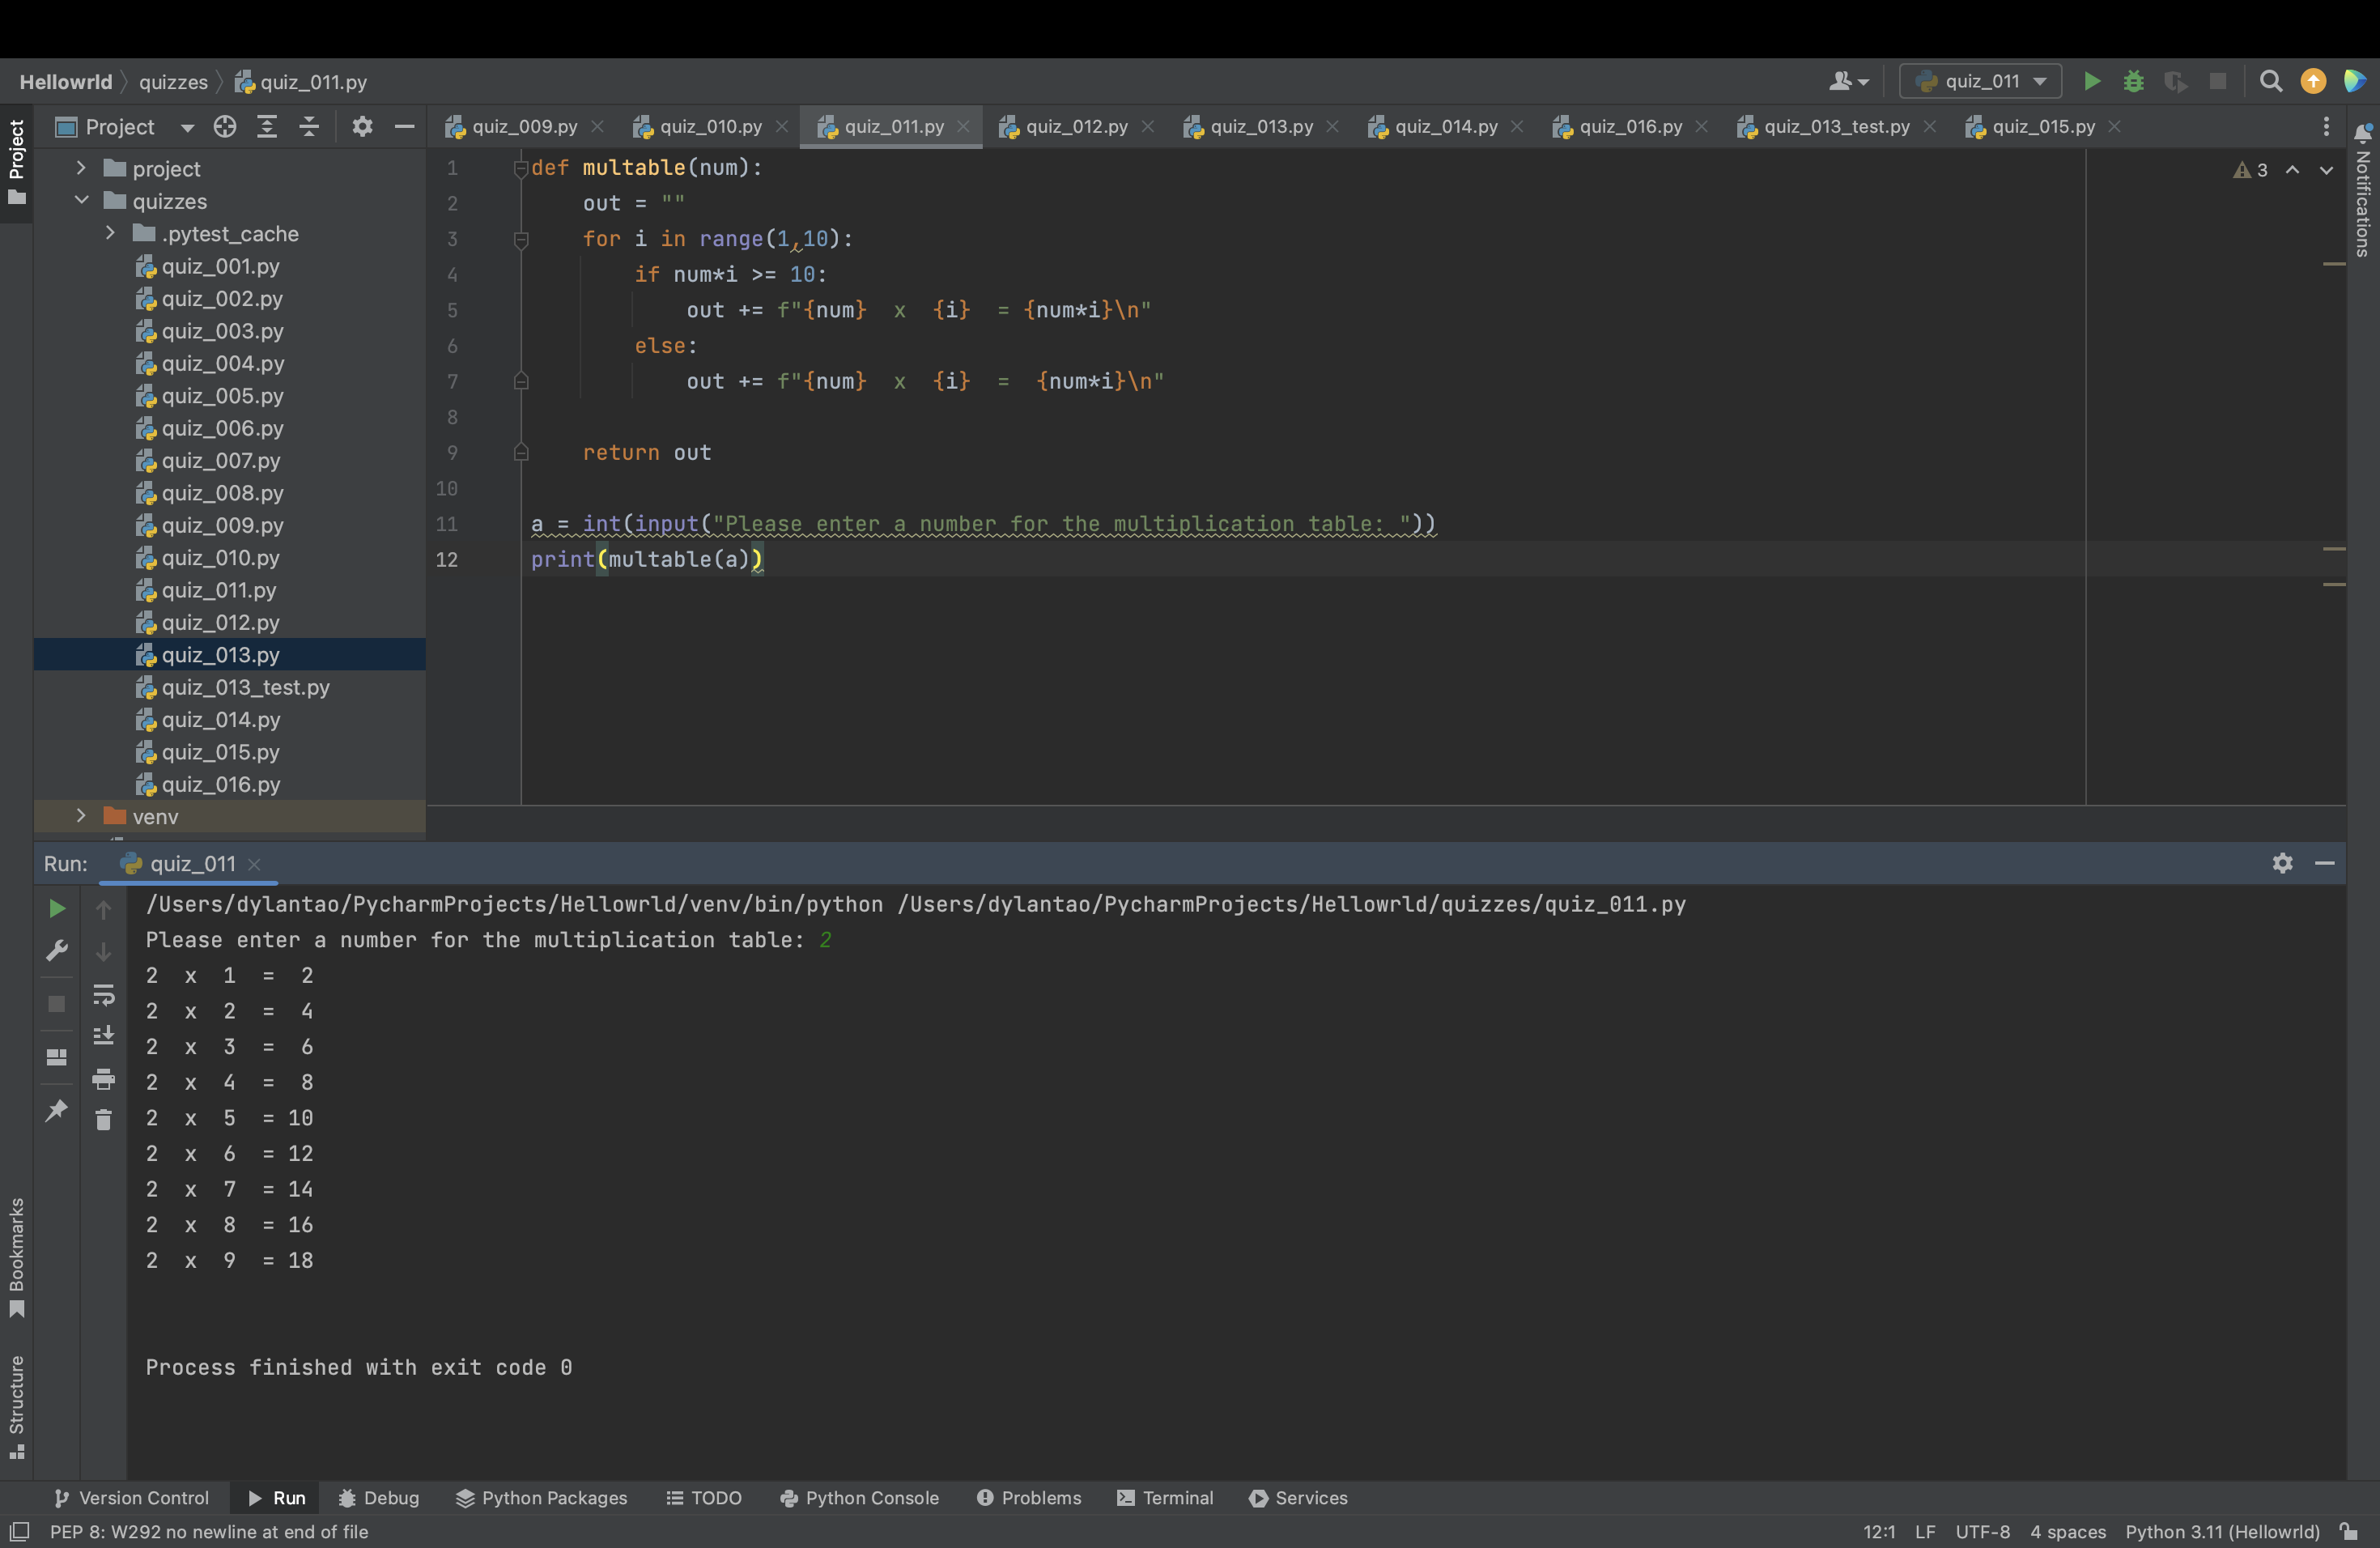 Hellowrld quizzes quiz_011.py quiz_011
Project
Project
quiz_009.py quiz_010.py quiz_011.py quiz_012.py quiz_013.py quiz_014.py quiz_016.py quiz_013_test.py quiz_015.py
Notifications
project
quizzes
.pytest_cache
quiz_001.py
quiz_002.py
quiz_003.py
quiz_004.py
quiz_005.py
quiz_006.py
quiz_007.py
quiz_008.py
quiz_009.py
quiz_010.py
quiz_011.py
quiz_012.py
quiz_013.py
quiz_013_test.py
quiz_014.py
quiz_015.py
quiz_016.py
venv
3
1 def multable(num):
2     out = ""
3     for i in range(1,10):
4         if num*i >= 10:
5             out += f"{num}  x  {i}  = {num*i}\n"
6         else:
7             out += f"{num}  x  {i}  =  {num*i}\n"
8
9     return out
10
11 a = int(input("Please enter a number for the multiplication table: "))
12 print(multable(a))
Run: quiz_011
/Users/dylantao/PycharmProjects/Hellowrld/venv/bin/python /Users/dylantao/PycharmProjects/Hellowrld/quizzes/quiz_011.py
Please enter a number for the multiplication table: 2
2  x  1  =  2
2  x  2  =  4
2  x  3  =  6
2  x  4  =  8
2  x  5  = 10
2  x  6  = 12
2  x  7  = 14
2  x  8  = 16
2  x  9  = 18
Process finished with exit code 0
Bookmarks
Structure
Version Control Run Debug Python Packages TODO Python Console Problems Terminal Services
PEP 8: W292 no newline at end of file 12:1 LF UTF-8 4 spaces Python 3.11 (Hellowrld)